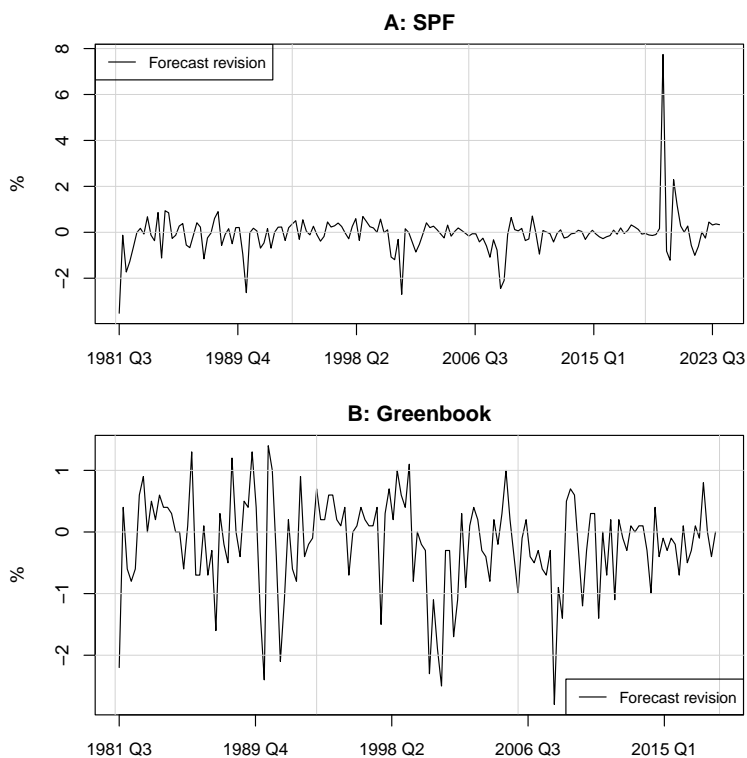 A: SPF
Forecast revision
%
8
6
4
2
0
−2
1981 Q3 1989 Q4 1998 Q2 2006 Q3 2015 Q1 2023 Q3
B: Greenbook
%
1
0
−1
−2
Forecast revision
1981 Q3 1989 Q4 1998 Q2 2006 Q3 2015 Q1